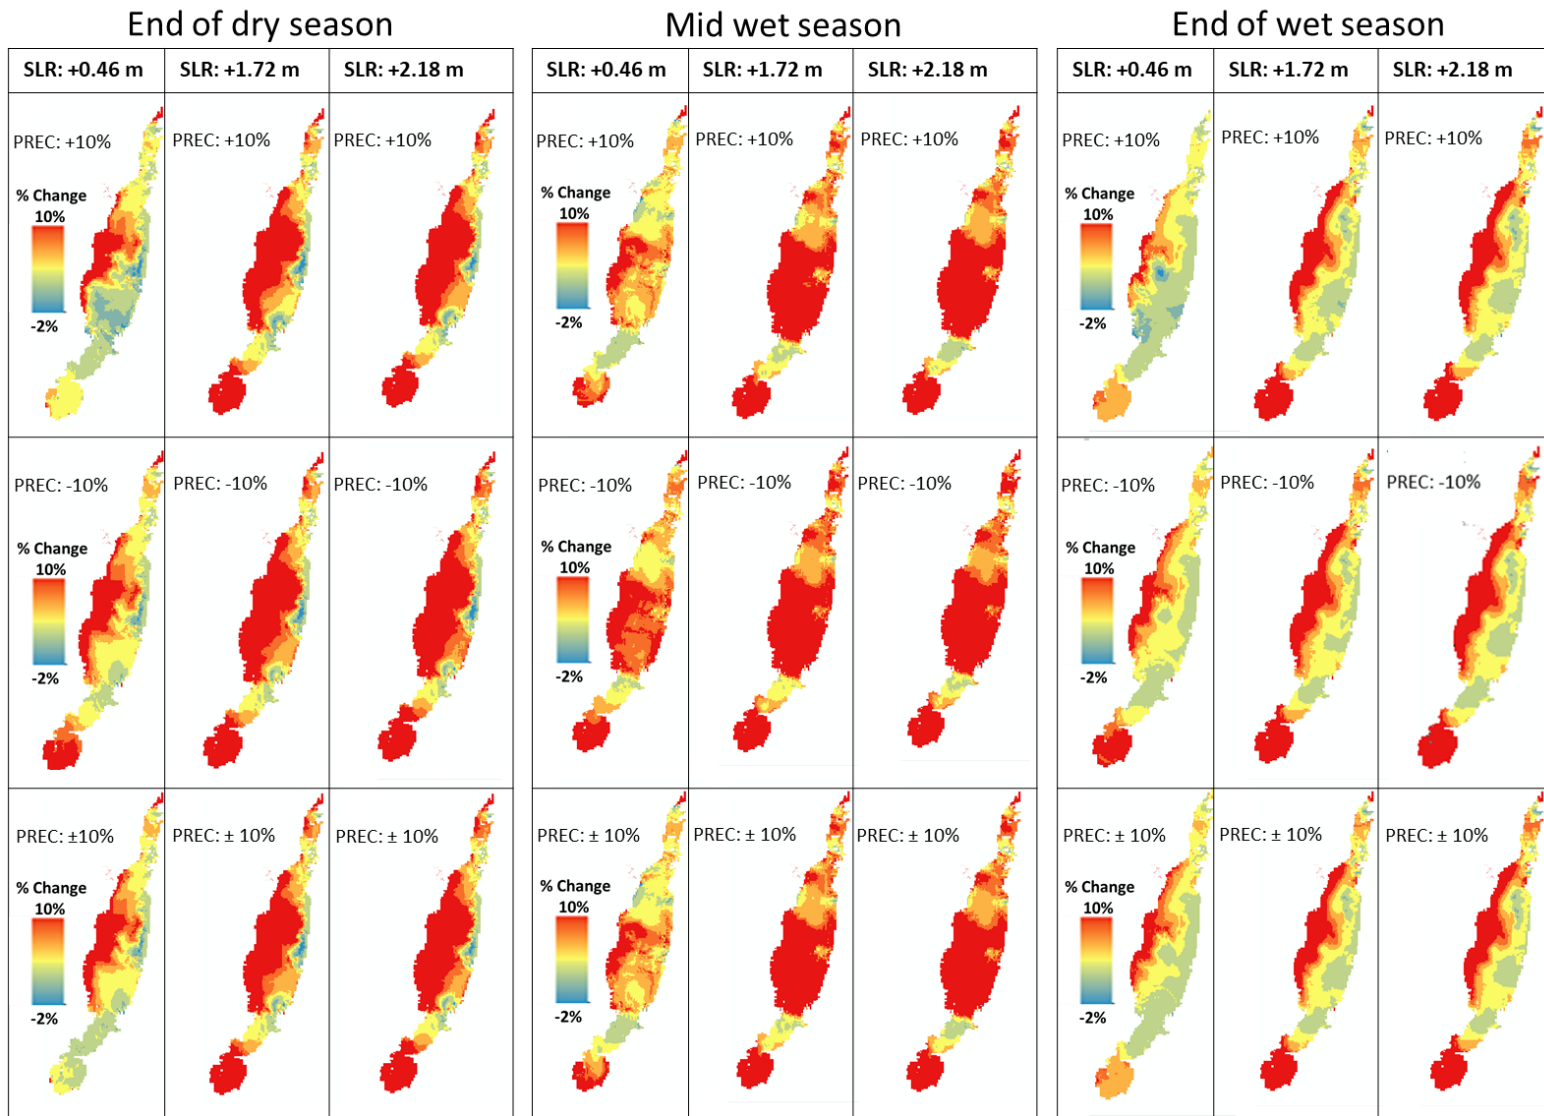 End of dry season
Mid wet season
End of wet season
SLR: +0.46 m
SLR: +1.72 m
SLR: +2.18 m
SLR: +0.46 m
SLR: +1.72 m
SLR: +2.18 m
SLR: +0.46 m
SLR: +1.72 m
SLR: +2.18 m
PREC: +10%
PREC: +10%
PREC: +10%
PREC: +10%
PREC: +10%
PREC: +10%
PREC: +10%
PREC: +10%
PREC: +10%
% Change
10%
-2%
% Change
10%
-2%
% Change
10%
-2%
PREC: -10%
PREC: -10%
PREC: -10%
PREC: -10%
PREC: -10%
PREC: -10%
PREC: -10%
PREC: -10%
PREC: -10%
% Change
10%
-2%
% Change
10%
-2%
% Change
10%
-2%
PREC: ±10%
PREC: ± 10%
PREC: ± 10%
PREC: ± 10%
PREC: ± 10%
PREC: ± 10%
PREC: ± 10%
PREC: ± 10%
PREC: ± 10%
% Change
10%
-2%
% Change
10%
-2%
% Change
10%
-2%